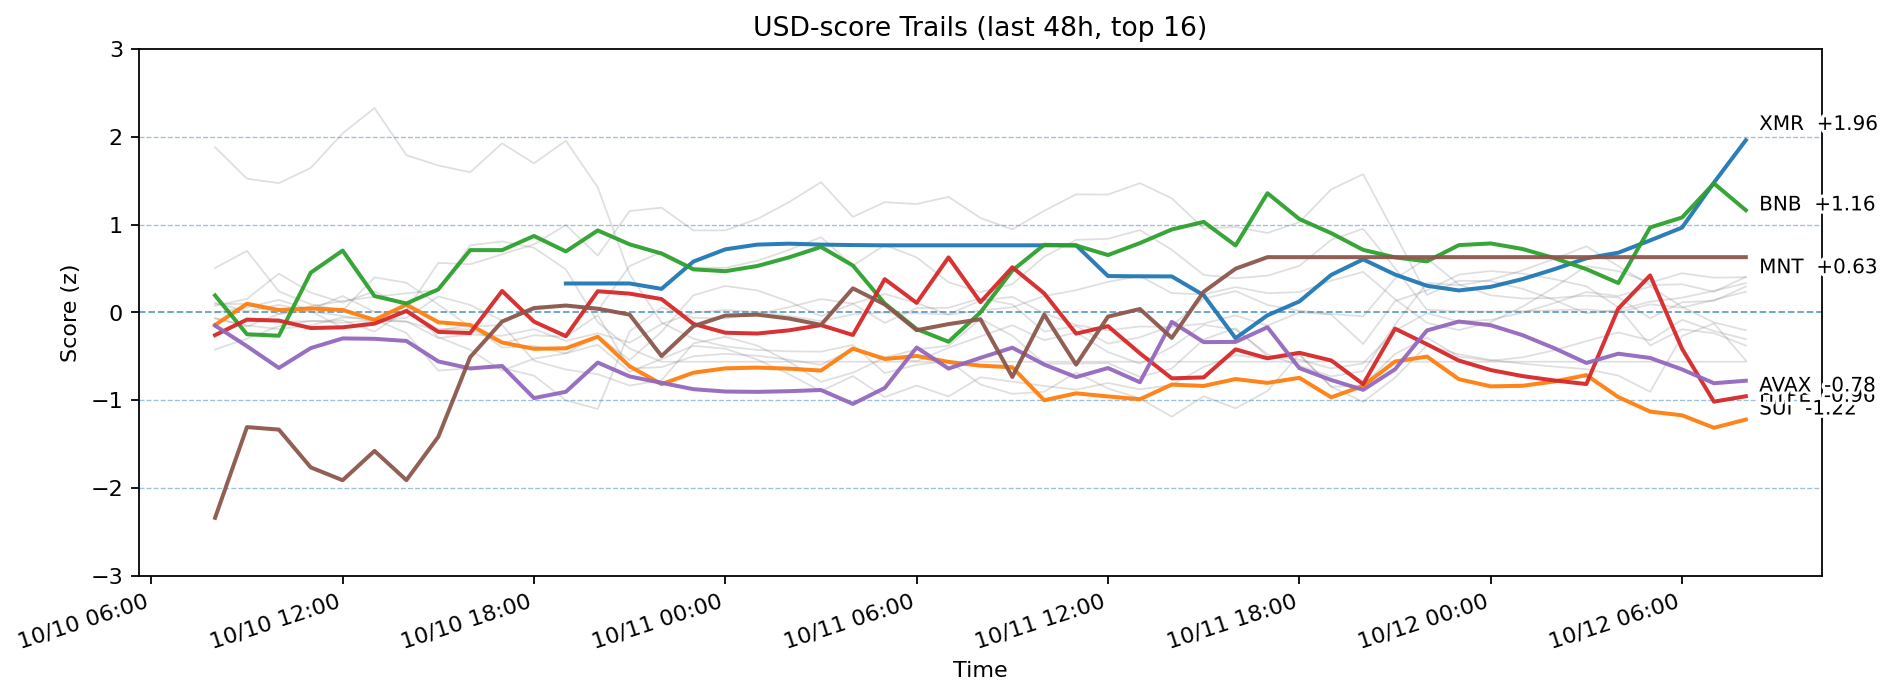 USD-score Trails (last 48h, top 16)
3
2
1
0
−1
−2
−3
Score (z)
XMR +1.96
BNB +1.16
MNT +0.63
AVAX -0.78
SUI -1.22
10/10 06:00
10/10 12:00
10/10 18:00
10/11 00:00
10/11 06:00
10/11 12:00
10/11 18:00
10/12 00:00
10/12 06:00
Time